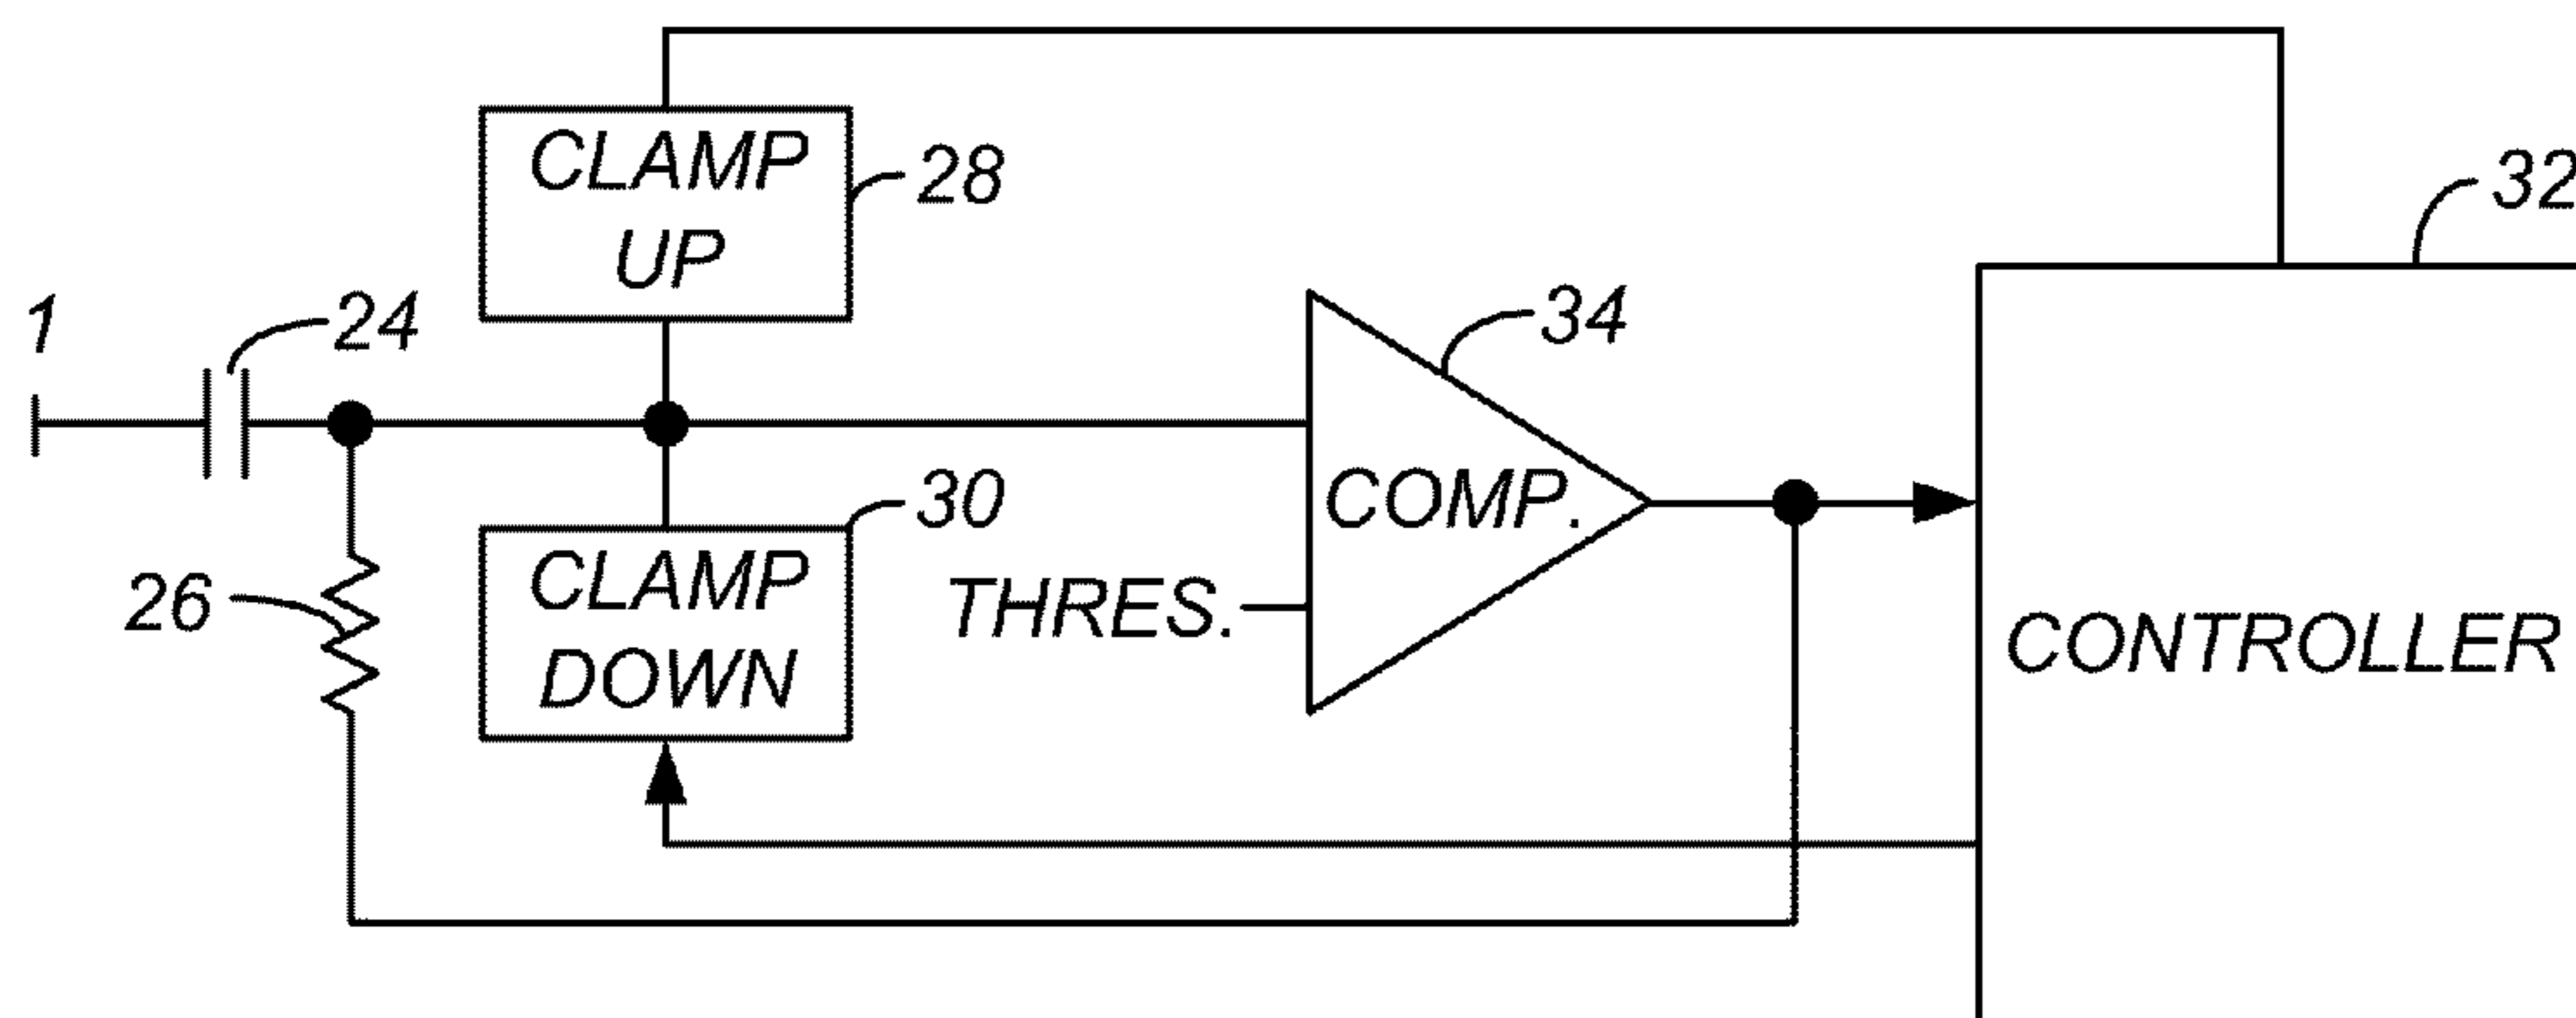 CLAMP
UP
28
32
1
24
34
26
CLAMP
DOWN
30
THRES.
COMP.
CONTROLLER